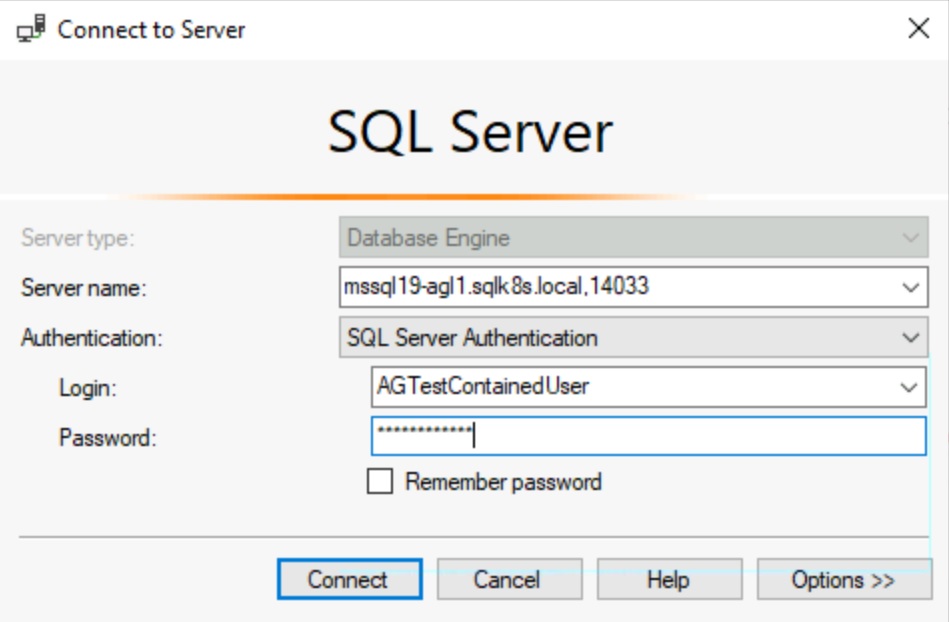 Connect to Server
SQL Server
Server type: Database Engine
Server name: mssql19-agl1.sqlk8s.local,14033
Authentication: SQL Server Authentication
Login: AGTestContainedUser
Password: ************
Remember password
Connect Cancel Help Options >>